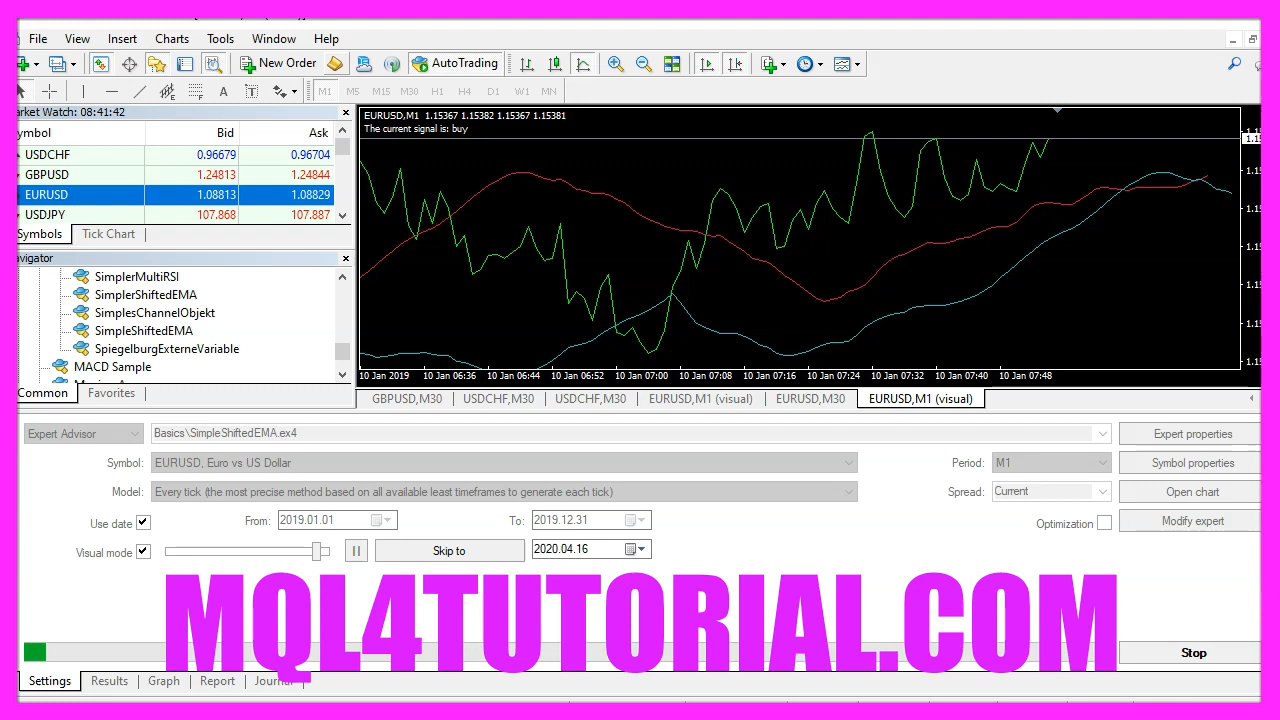 File View Insert Charts Tools Window Help
New Order AutoTrading
A T M1 M5 M15 M30 H1 H4 D1 W1 MN
arket Watch: 08:41:42
ymbol Bid Ask
USDCHF 0.96679 0.96704
GBPUSD 1.24813 1.24844
EURUSD 1.08813 1.08829
USDJPY 107.868 107.887
Symbols Tick Chart
avigator
SimplerMultiRSI
SimplerShiftedEMA
SimplesChannelObjekt
SimpleShiftedEMA
SpiegelburgExterneVariable
MACD Sample
Common Favorites
EURUSD,M1 1.15367 1.15382 1.15367 1.15381
The current signal is: buy
10 Jan 2019 10 Jan 06:36 10 Jan 06:44 10 Jan 06:52 10 Jan 07:00 10 Jan 07:08 10 Jan 07:16 10 Jan 07:24 10 Jan 07:32 10 Jan 07:40 10 Jan 07:48
GBPUSD,M30 USDCHF,M30 USDCHF,M30 EURUSD,M1 (visual) EURUSD,M30 EURUSD,M1 (visual)
Expert Advisor Basics\SimpleShiftedEMA.ex4 Expert properties
Symbol: EURUSD, Euro vs US Dollar Period: M1 Symbol properties
Model: Every tick (the most precise method based on all available least timeframes to generate each tick) Spread: Current Open chart
Use date From: 2019.01.01 To: 2019.12.31 Optimization Modify expert
Visual mode Skip to 2020.04.16
MQL4TUTORIAL.COM
Stop
Settings Results Graph Report Journal